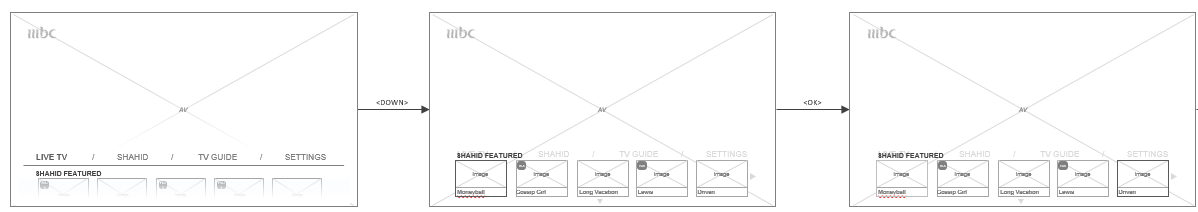 mbc
AV
LIVE TV / SHAHID / TV GUIDE / SETTINGS
SHAHID FEATURED
<DOWN>
mbc
AV
SHAHID / TV GUIDE / SETTINGS
SHAHID FEATURED
Image Image Image Image Image
Moneyball Gossip Girl Long Vacation Lewis Driven
<OK>
mbc
AV
SHAHID / TV GUIDE / SETTINGS
SHAHID FEATURED
Image Image Image Image Image
Moneyball Gossip Girl Long Vacation Lewis Driven